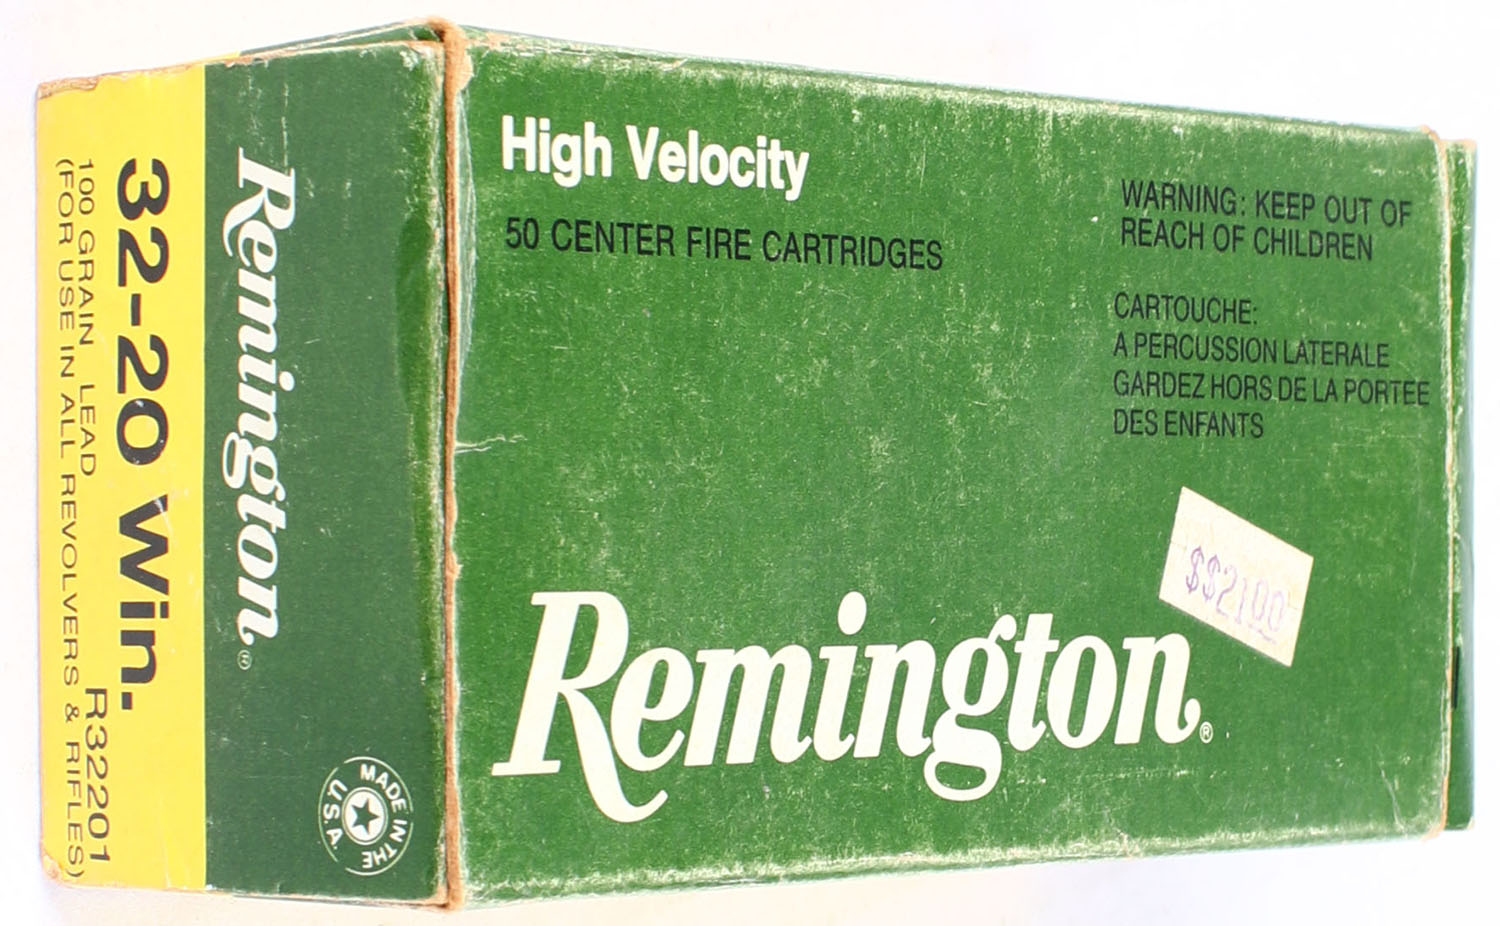 High Velocity
50 CENTER FIRE CARTRIDGES
WARNING: KEEP OUT OF
REACH OF CHILDREN
CARTOUCHE:
A PERCUSSION LATERALE
GARDEZ HORS DE LA PORTEE
DES ENFANTS
$$21.00
Remington®
Remington®
MADE IN THE
U.S.A.
32-20 Win.
100 GRAIN LEAD R32201
(FOR USE IN ALL REVOLVERS & RIFLES)